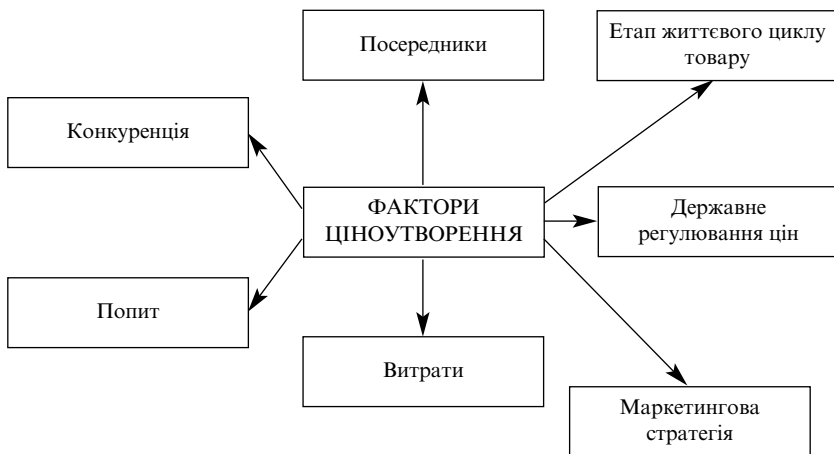 Посередники
Етап життєвого циклу
товару
Конкуренція
ФАКТОРИ
ЦІНОУТВОРЕННЯ
Державне
регулювання цін
Попит
Витрати
Маркетингова
стратегія